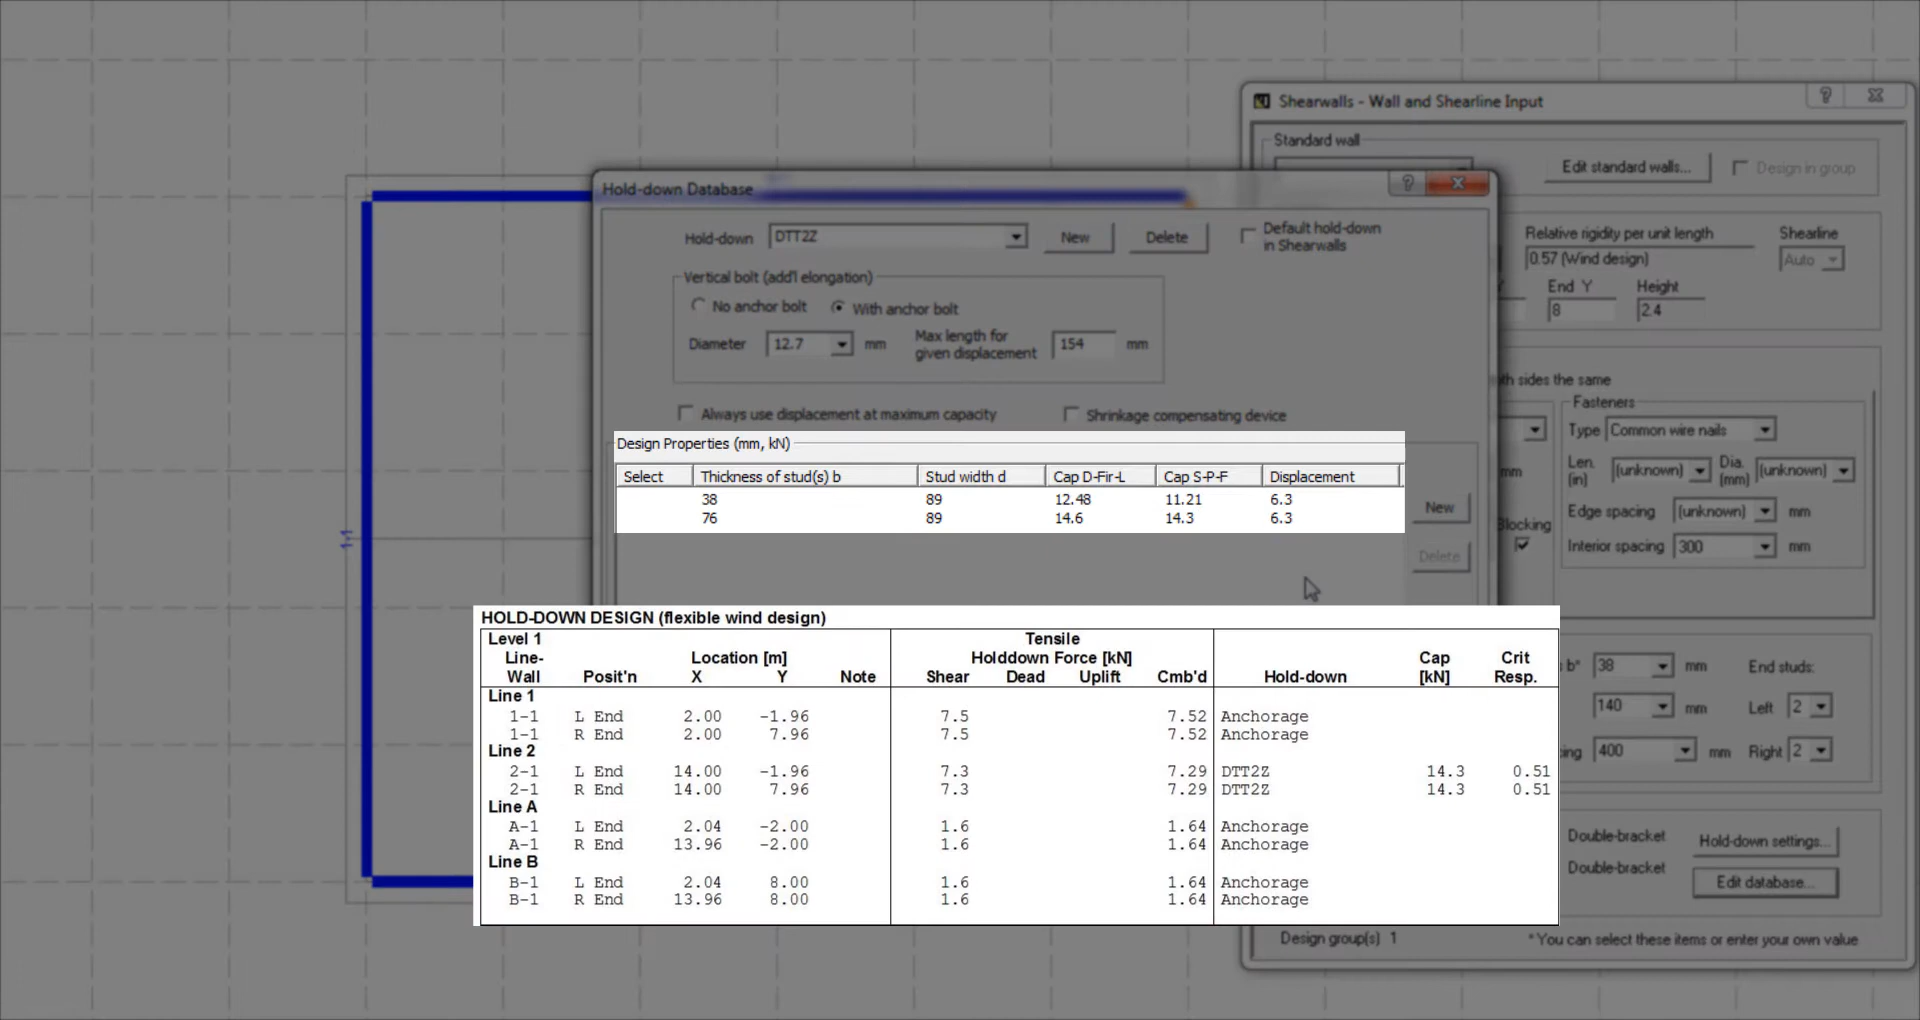 Shearwalls - Wall and Shearline Input
Standard wall
Edit standard walls...
Design in group
Hold-down Database
Hold-down DTT2Z New Delete
Default hold-down
in Shearwalls
Relative rigidity per unit length Shearline
0.57 (Wind design) Auto
Vertical bolt (add'l elongation)
No anchor bolt With anchor bolt
End Y Height
8 2.4
Diameter 12.7 mm
Max length for
given displacement
154 mm
sides the same
Always use displacement at maximum capacity Shrinkage compensating device
Fasteners
Type Common wire nails
Design Properties (mm, kN)
Select Thickness of stud(s) b Stud width d Cap D-Fir-L Cap S-P-F Displacement
38 89 12.48 11.21 6.3
76 89 14.6 14.3 6.3
New
Delete
mm
Len. (in) (unknown) Dia. (mm) (unknown)
Edge spacing (unknown) mm
Blocking
Interior spacing 300 mm
1-1
HOLD-DOWN DESIGN (flexible wind design)
Level 1 Tensile
Line- Location [m] Holddown Force [kN] Cap Crit
Wall Posit'n X Y Note Shear Dead Uplift Cmb'd Hold-down [kN] Resp.
Line 1
1-1 L End 2.00 -1.96 7.5 7.52 Anchorage
1-1 R End 2.00 7.96 7.5 7.52 Anchorage
Line 2
2-1 L End 14.00 -1.96 7.3 7.29 DTT2Z 14.3 0.51
2-1 R End 14.00 7.96 7.3 7.29 DTT2Z 14.3 0.51
Line A
A-1 L End 2.04 -2.00 1.6 1.64 Anchorage
A-1 R End 13.96 -2.00 1.6 1.64 Anchorage
Line B
B-1 L End 2.04 8.00 1.6 1.64 Anchorage
B-1 R End 13.96 8.00 1.6 1.64 Anchorage
b* 38 mm End studs:
140 mm Left 2
400 mm Right 2
Double-bracket Hold-down settings...
Double-bracket Edit database...
Design group(s) 1 *You can select these items or enter your own value